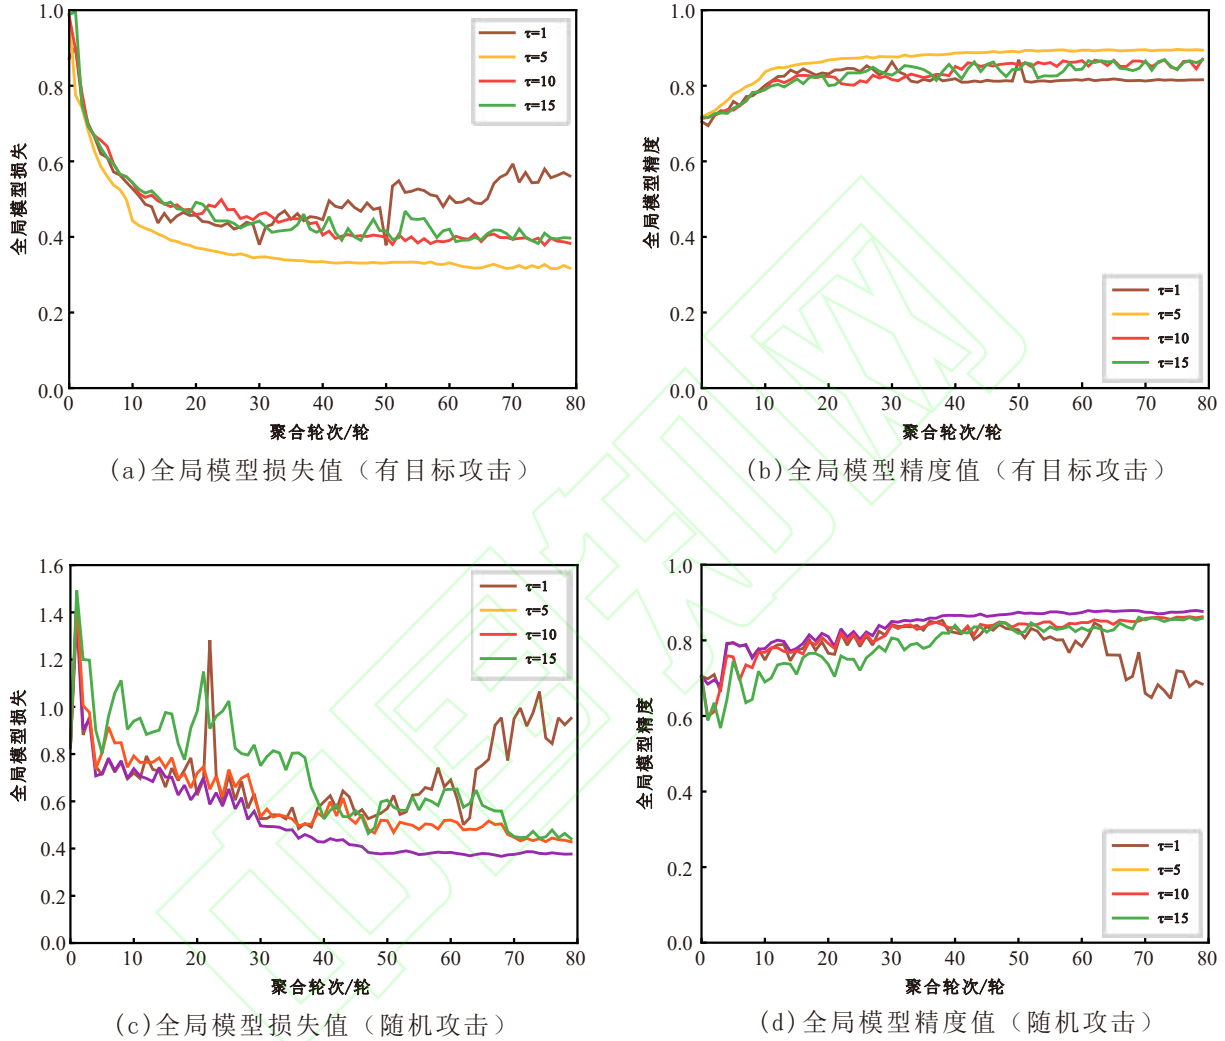 1.0
0.8
0.6
0.4
0.2
0.0
全局模型损失
τ=1
τ=5
τ=10
τ=15
0 10 20 30 40 50 60 70 80
聚合轮次/轮
(a)全局模型损失值（有目标攻击）
1.0
0.8
0.6
0.4
0.2
0.0
全局模型精度
τ=1
τ=5
τ=10
τ=15
0 10 20 30 40 50 60 70 80
聚合轮次/轮
(b)全局模型精度值（有目标攻击）
1.6
1.4
1.2
1.0
0.8
0.6
0.4
0.2
0.0
全局模型损失
τ=1
τ=5
τ=10
τ=15
0 10 20 30 40 50 60 70 80
聚合轮次/轮
(c)全局模型损失值（随机攻击）
1.0
0.8
0.6
0.4
0.2
0.0
全局模型精度
τ=1
τ=5
τ=10
τ=15
0 10 20 30 40 50 60 70 80
聚合轮次/轮
(d)全局模型精度值（随机攻击）